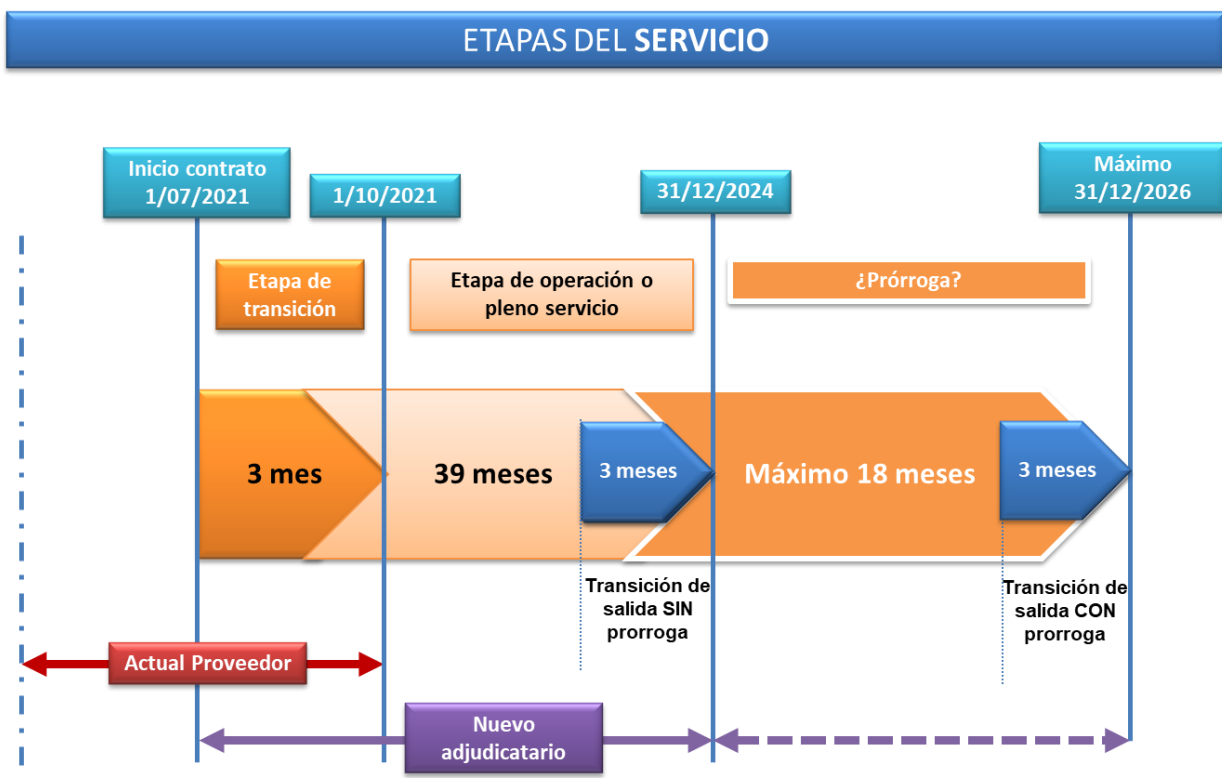 ETAPAS DEL SERVICIO
Inicio contrato
1/07/2021
1/10/2021
31/12/2024
Máximo
31/12/2026
Etapa de
transición
Etapa de operación o
pleno servicio
¿Prórroga?
3 mes
39 meses
3 meses
Máximo 18 meses
3 meses
Transición de
salida SIN
prorroga
Transición de
salida CON
prorroga
Actual Proveedor
Nuevo
adjudicatario